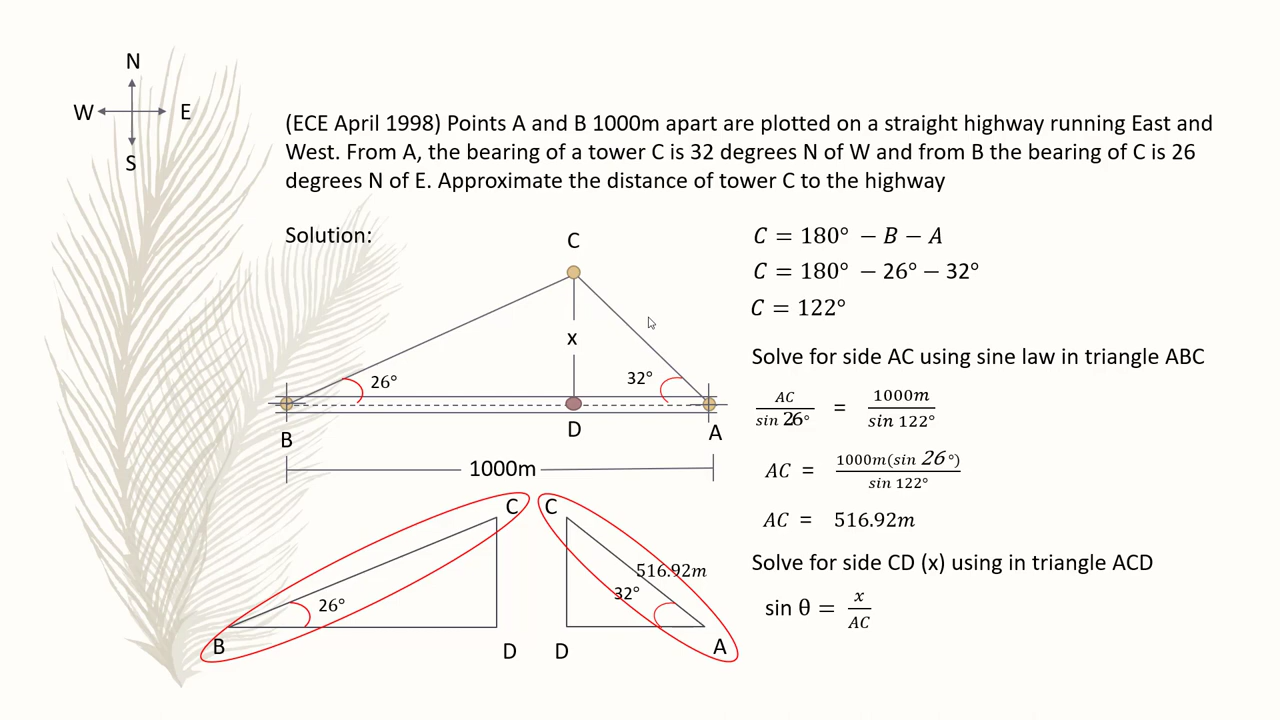 N
W E
S
(ECE April 1998) Points A and B 1000m apart are plotted on a straight highway running East and
West. From A, the bearing of a tower C is 32 degrees N of W and from B the bearing of C is 26
degrees N of E. Approximate the distance of tower C to the highway
Solution:
C
x
26°
32°
B
D
A
1000m
C
B
26°
D
C
516.92m
32°
D
A
C = 180° − B − A
C = 180° − 26° − 32°
C = 122°
Solve for side AC using sine law in triangle ABC
AC/sin 26° = 1000m/sin 122°
AC = 1000m(sin 26°)/sin 122°
AC = 516.92m
Solve for side CD (x) using in triangle ACD
sin θ = x/AC